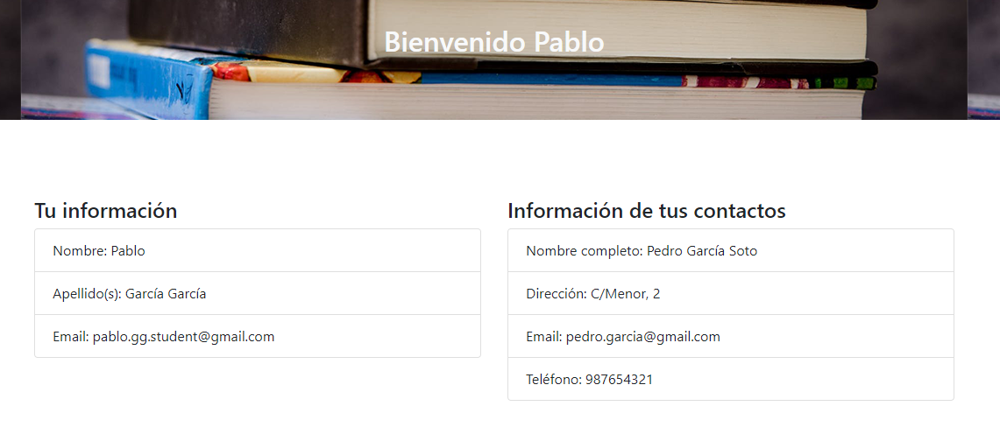 Bienvenido Pablo
Tu información
Nombre: Pablo
Apellido(s): García García
Email: pablo.gg.student@gmail.com
Información de tus contactos
Nombre completo: Pedro García Soto
Dirección: C/Menor, 2
Email: pedro.garcia@gmail.com
Teléfono: 987654321